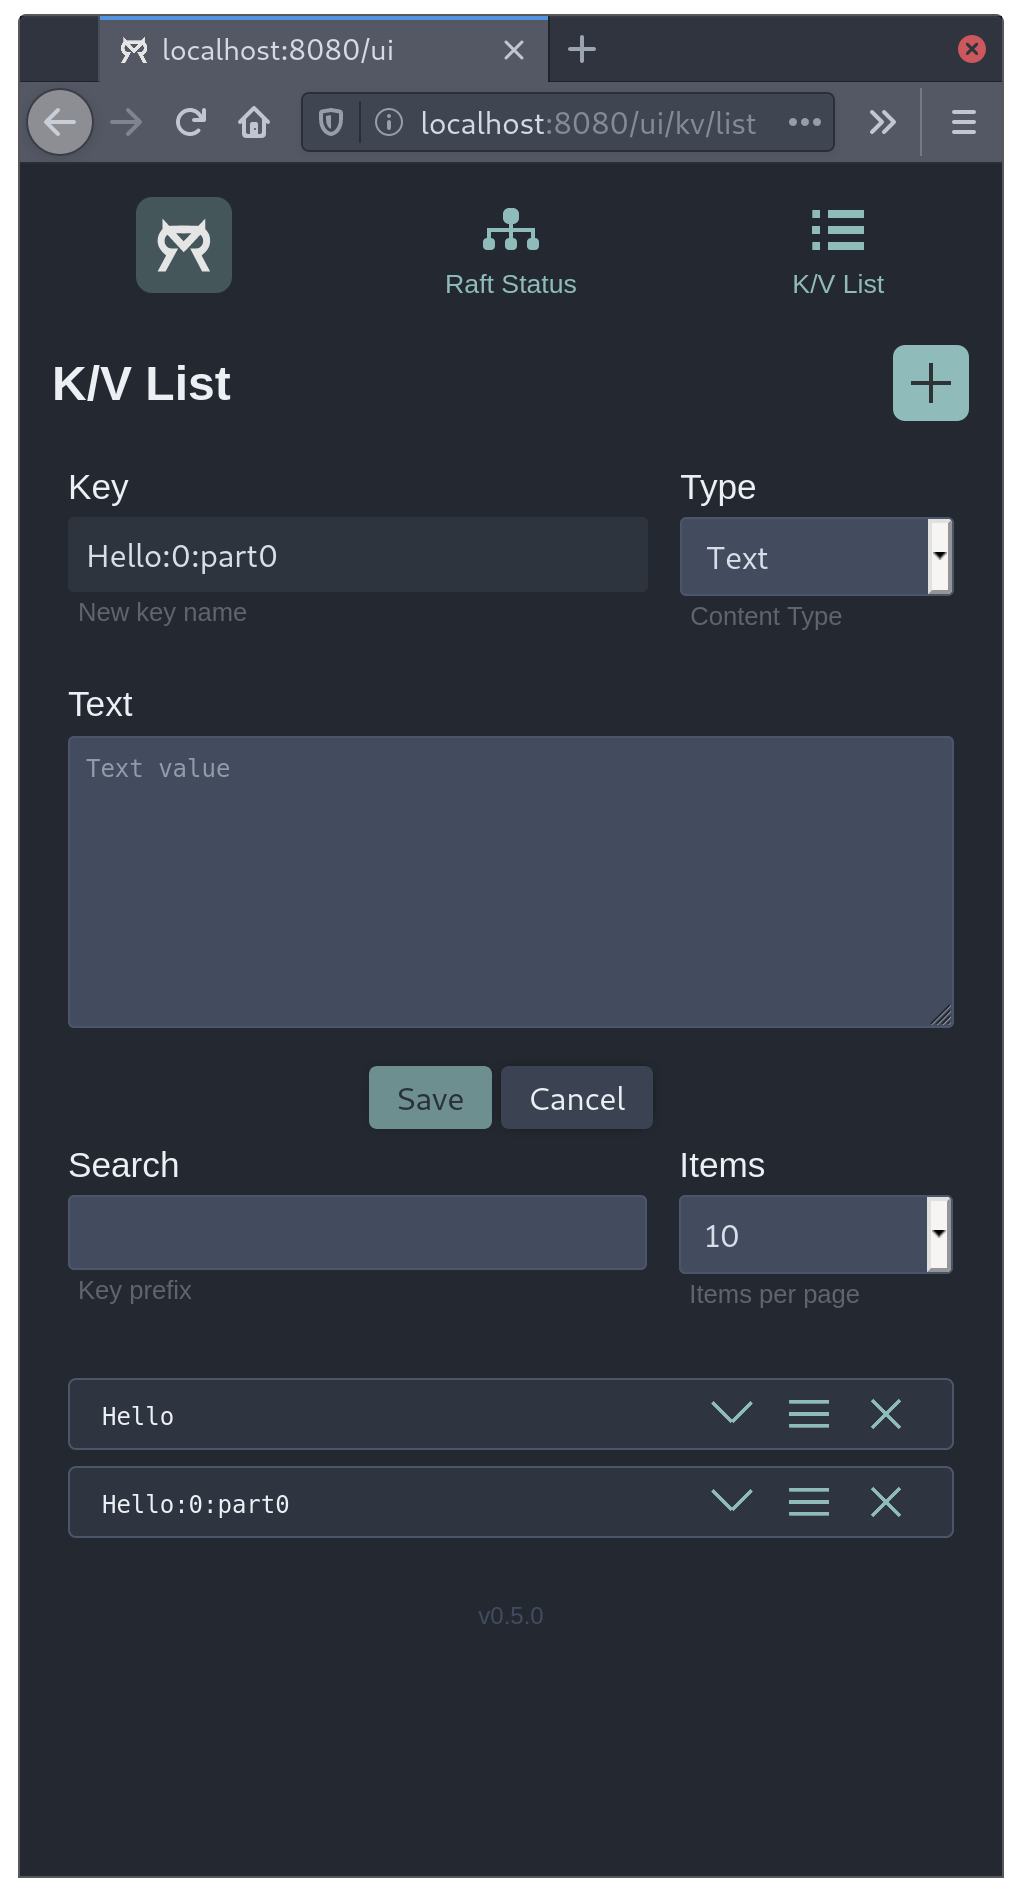 localhost:8080/ui
localhost:8080/ui/kv/list
Raft Status
K/V List
K/V List
Key
Type
Hello:0:part0
Text
New key name
Content Type
Text
Text value
Save
Cancel
Search
Items
10
Key prefix
Items per page
Hello
Hello:0:part0
v0.5.0